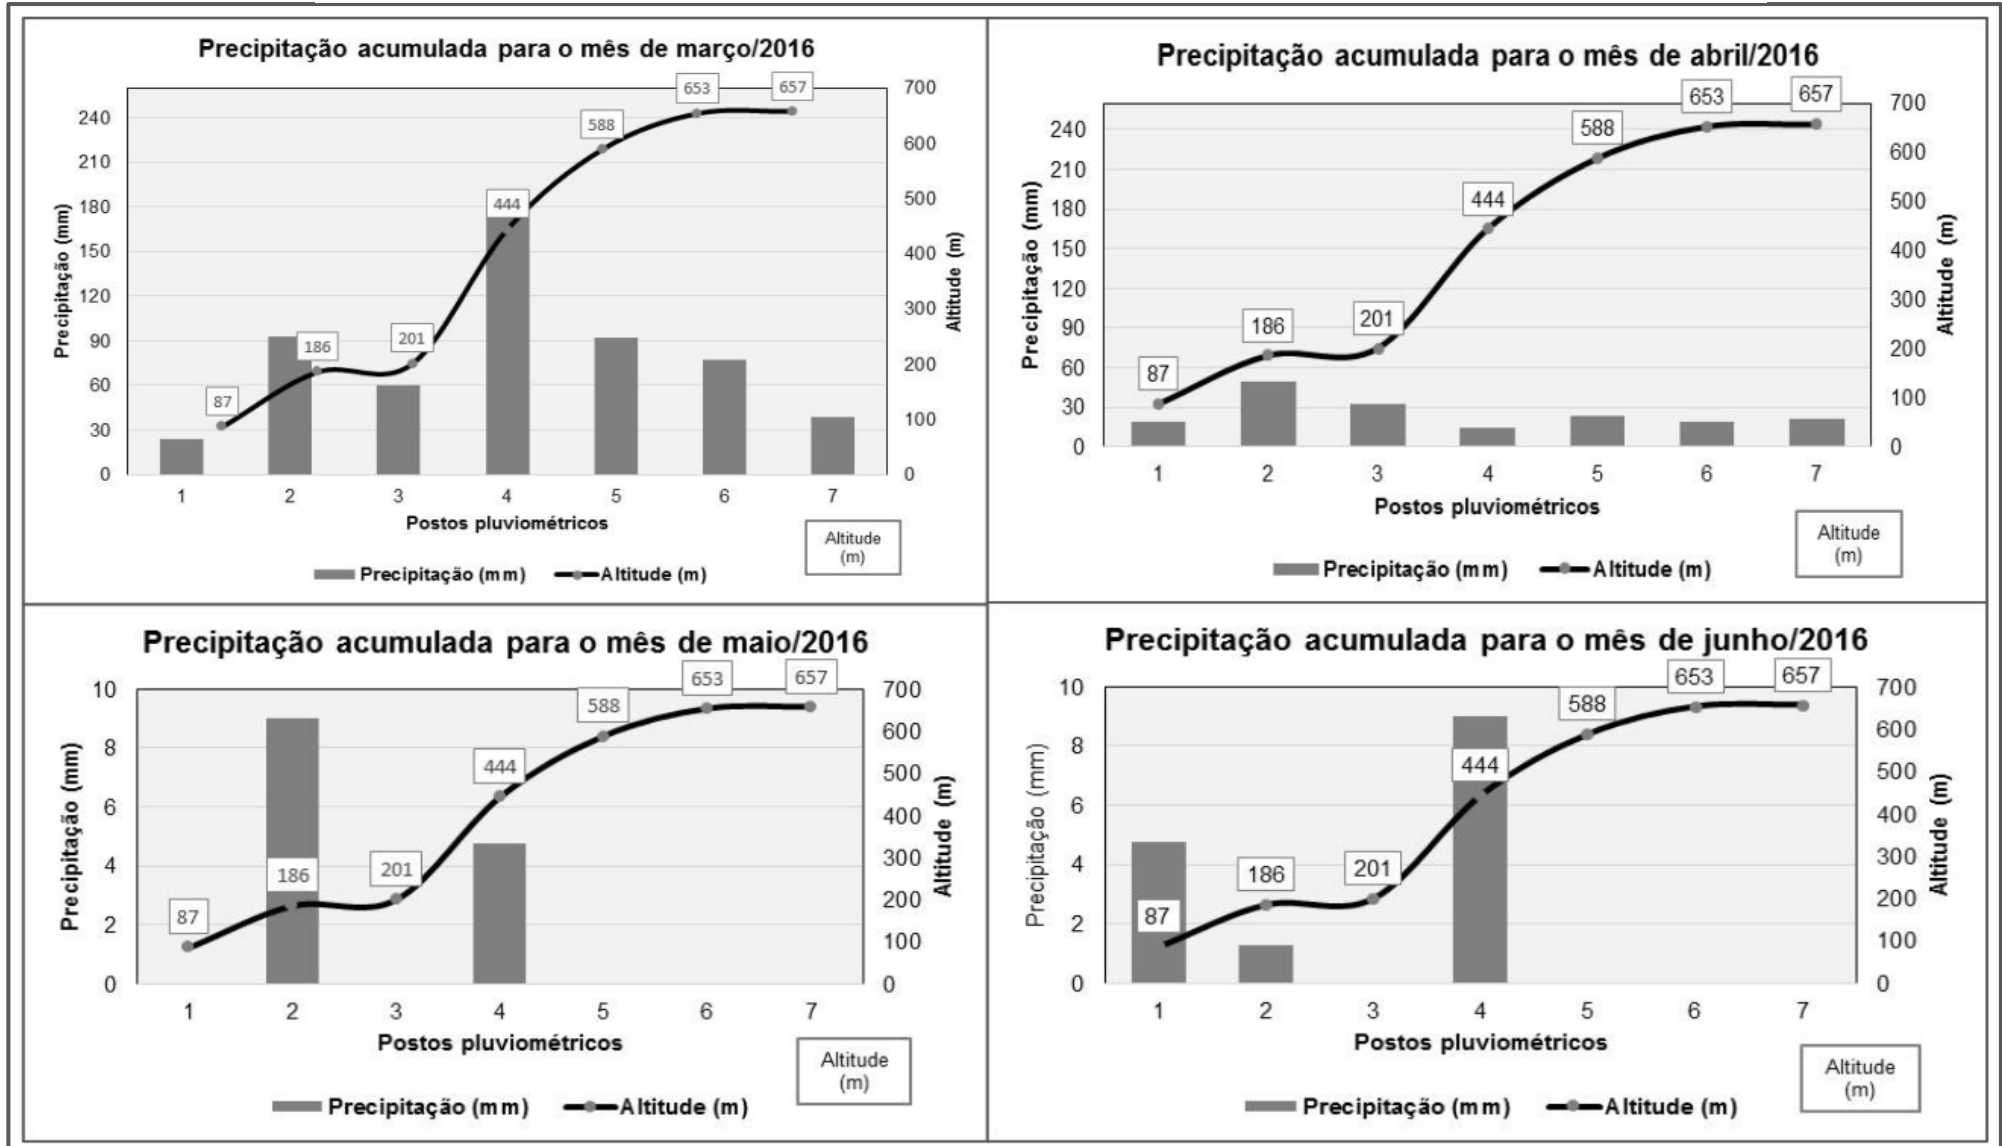 Precipitação acumulada para o mês de março/2016
Precipitação (mm)
240
210
180
150
120
90
60
30
0
87
186
201
444
588
653
657
700
600
500
400
300
200
100
0
Altitude (m)
1 2 3 4 5 6 7
Postos pluviométricos
Altitude
(m)
Precipitação (mm) Altitude (m)
Precipitação acumulada para o mês de abril/2016
Precipitação (mm)
240
210
180
150
120
90
60
30
0
87
186
201
444
588
653
657
700
600
500
400
300
200
100
0
Altitude (m)
1 2 3 4 5 6 7
Postos pluviométricos
Altitude
(m)
Precipitação (mm) Altitude (m)
Precipitação acumulada para o mês de maio/2016
Precipitação (mm)
10
8
6
4
2
0
87
186
201
444
588
653
657
700
600
500
400
300
200
100
0
Altitude (m)
1 2 3 4 5 6 7
Postos pluviométricos
Altitude
(m)
Precipitação (mm) Altitude (m)
Precipitação acumulada para o mês de junho/2016
Precipitação (mm)
10
8
6
4
2
0
87
186
201
444
588
653
657
700
600
500
400
300
200
100
0
Altitude (m)
1 2 3 4 5 6 7
Postos pluviométricos
Altitude
(m)
Precipitação (mm) Altitude (m)